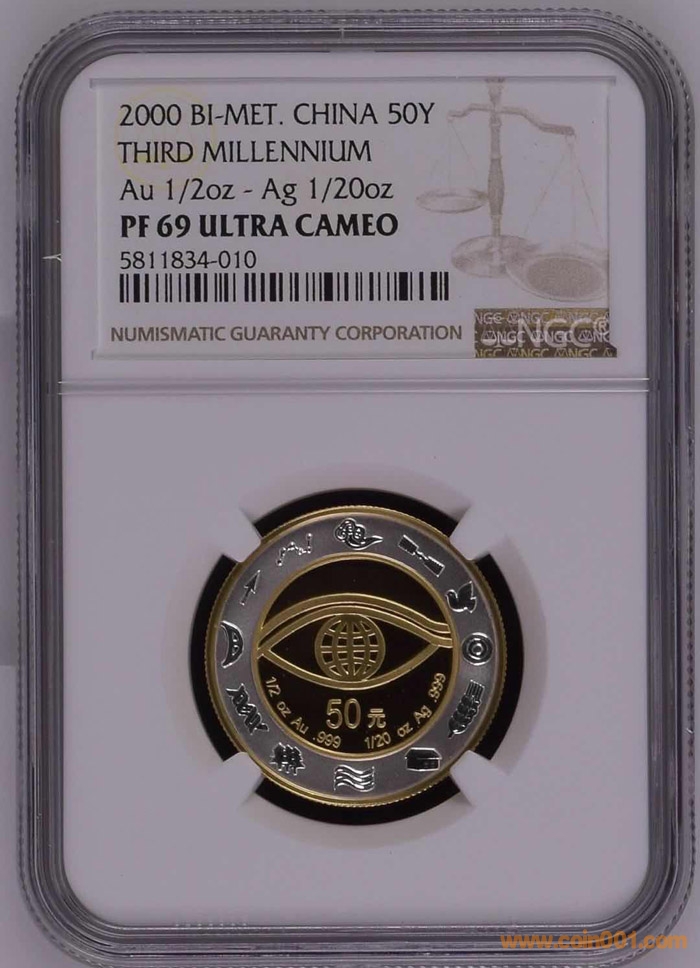 2000 BI-MET. CHINA 50Y
THIRD MILLENNIUM
Au 1/2oz - Ag 1/20oz
PF 69 ULTRA CAMEO
5811834-010
NUMISMATIC GUARANTY CORPORATION
NGC®
50元
1/2 oz Au .999 1/20 oz Ag .999
www.coin001.com